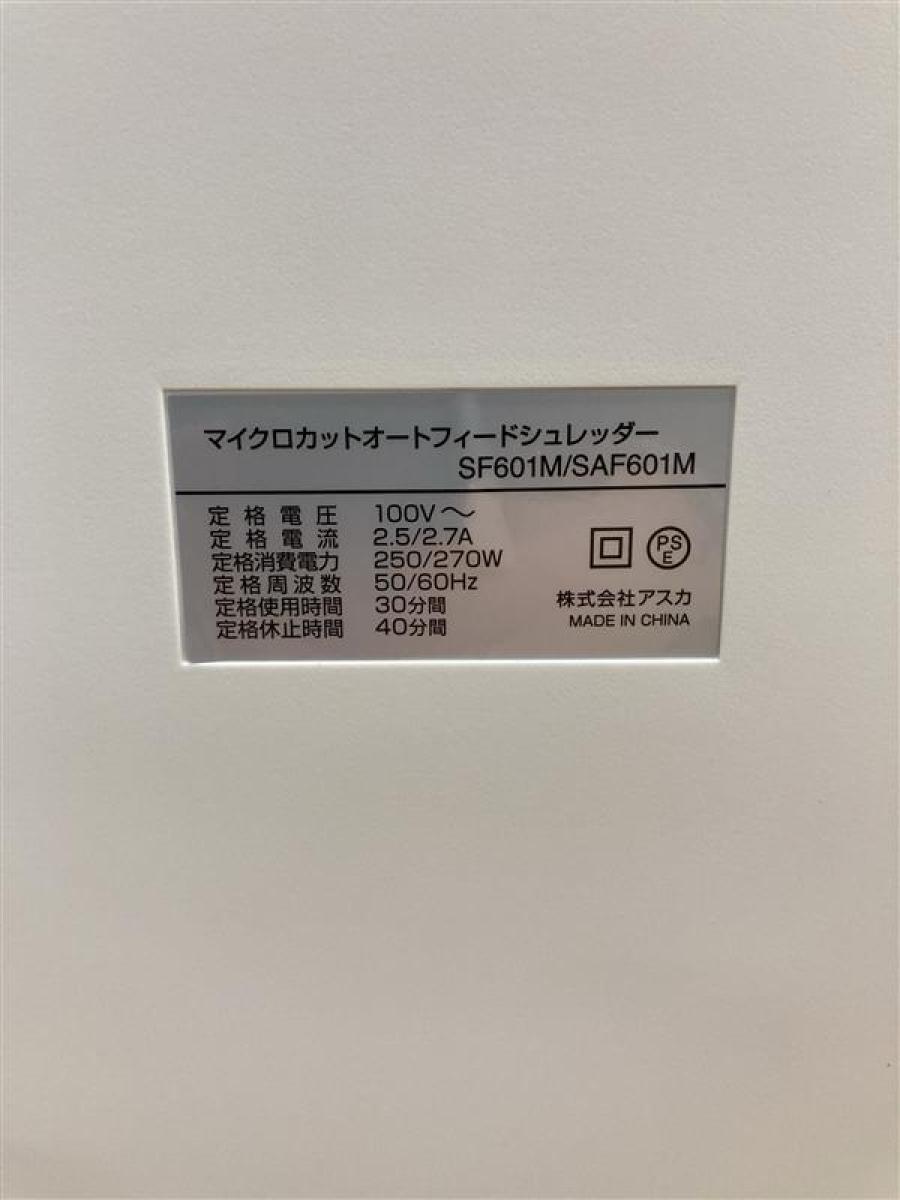 マイクロカットオートフィードシュレッダー
SF601M/SAF601M
定格電圧 100V～
定格電流 2.5/2.7A
定格消費電力 250/270W
定格周波数 50/60Hz
定格使用時間 30分間
定格休止時間 40分間
PS
E
株式会社アスカ
MADE IN CHINA